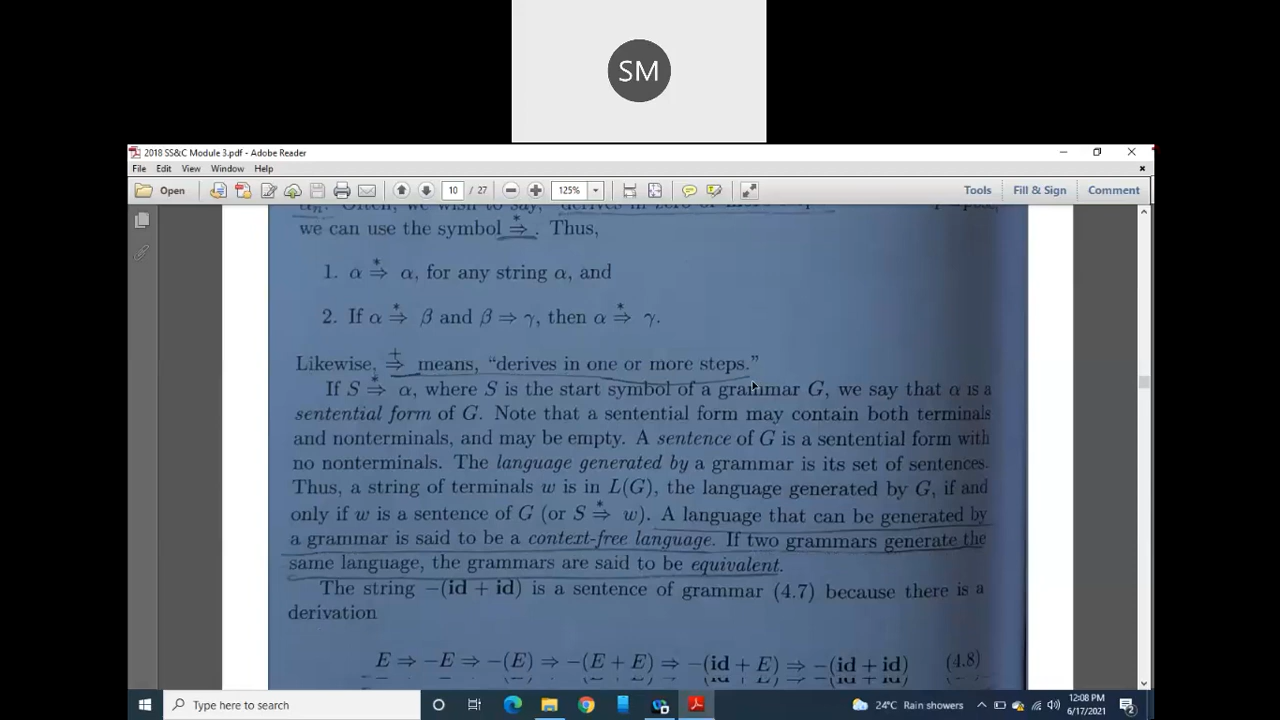 SM
2018 SS&C Module 3.pdf - Adobe Reader
File Edit View Window Help
Open 10 / 27 125% Tools Fill & Sign Comment
we can use the symbol *⇒. Thus,
1. α *⇒ α, for any string α, and
2. If α *⇒ β and β ⇒ γ, then α *⇒ γ.
Likewise, +⇒ means, “derives in one or more steps.”
If S *⇒ α, where S is the start symbol of a grammar G, we say that α is a
sentential form of G. Note that a sentential form may contain both terminals
and nonterminals, and may be empty. A sentence of G is a sentential form with
no nonterminals. The language generated by a grammar is its set of sentences.
Thus, a string of terminals w is in L(G), the language generated by G, if and
only if w is a sentence of G (or S *⇒ w). A language that can be generated by
a grammar is said to be a context-free language. If two grammars generate the
same language, the grammars are said to be equivalent.
The string −(id + id) is a sentence of grammar (4.7) because there is a
derivation
E ⇒ −E ⇒ −(E) ⇒ −(E + E) ⇒ −(id + E) ⇒ −(id + id) (4.8)
Type here to search 24°C Rain showers 12:08 PM
6/17/2021